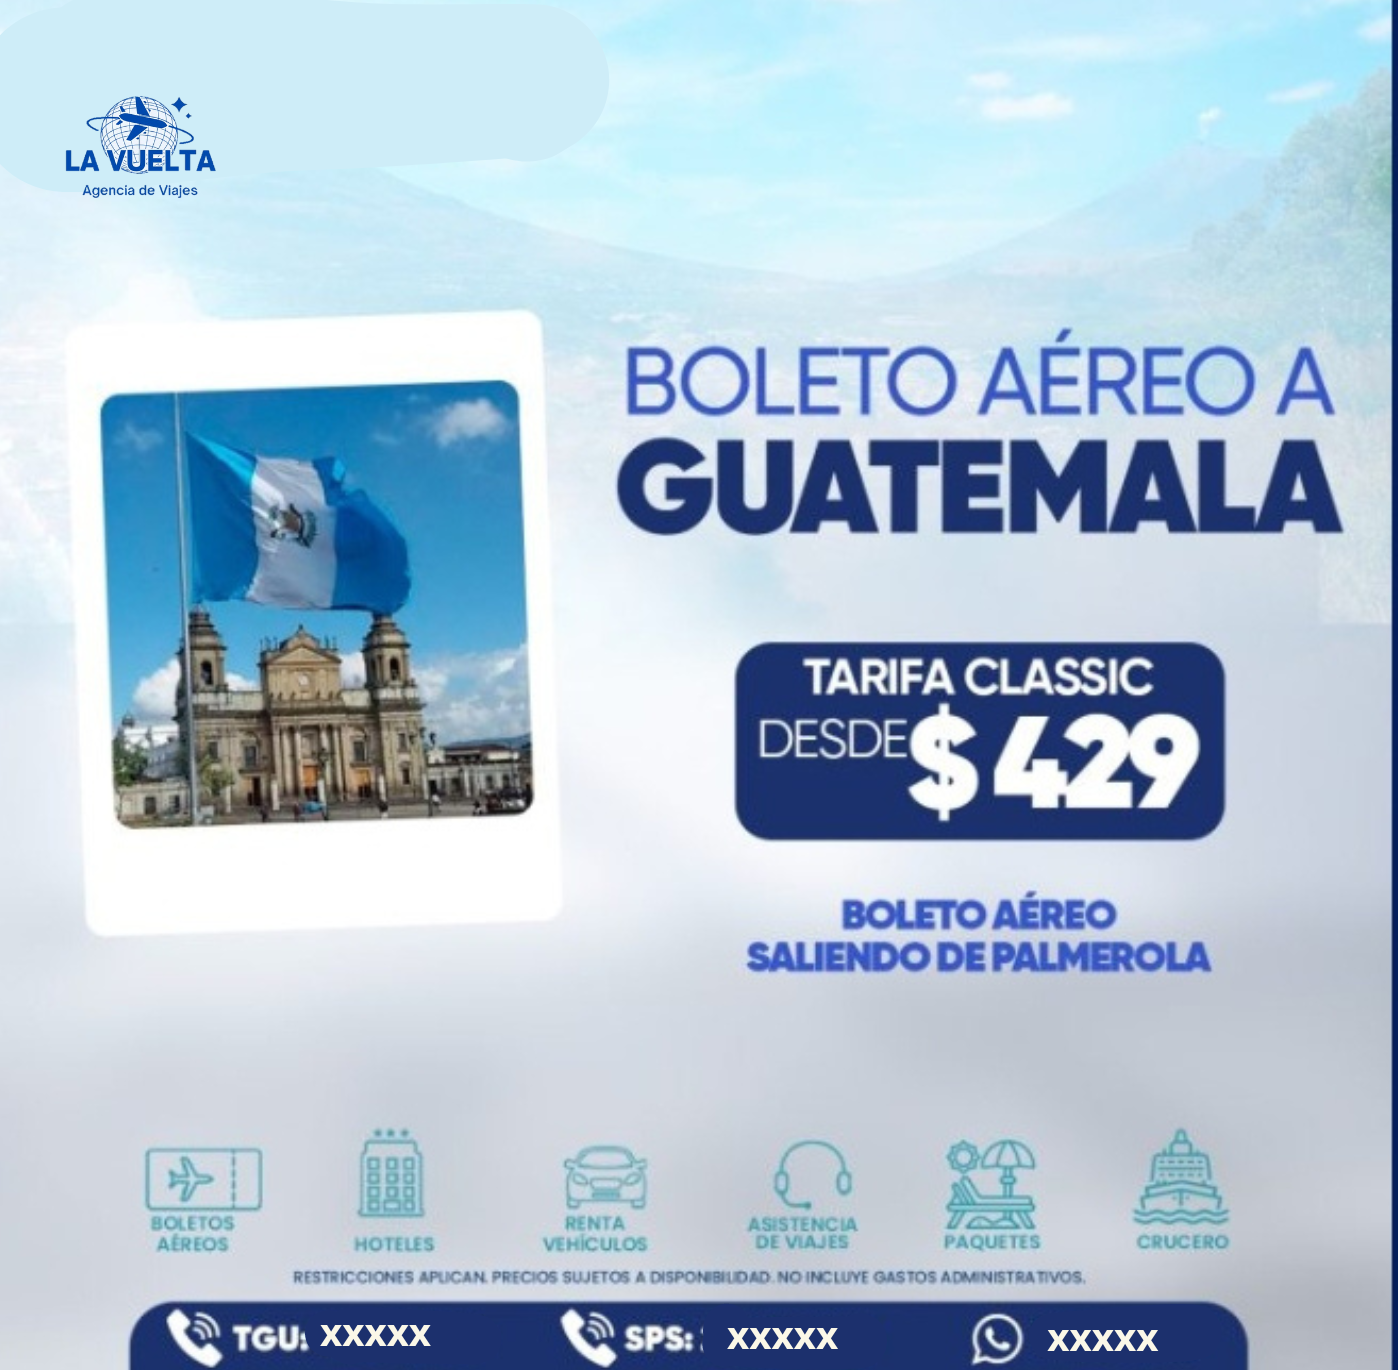 LA VUELTA
Agencia de Viajes
BOLETO AÉREO A
GUATEMALA
TARIFA CLASSIC
DESDE $ 429
BOLETO AÉREO
SALIENDO DE PALMEROLA
BOLETOS
AÉREOS
HOTELES
RENTA
VEHÍCULOS
ASISTENCIA
DE VIAJES
PAQUETES
CRUCERO
RESTRICCIONES APLICAN. PRECIOS SUJETOS A DISPONIBILIDAD. NO INCLUYE GASTOS ADMINISTRATIVOS.
TGU: XXXXX SPS: XXXXX XXXXX